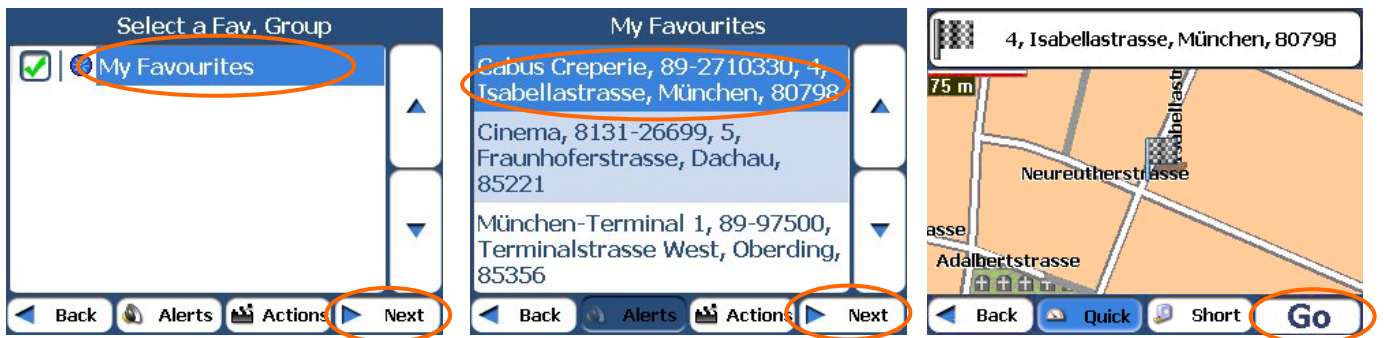 Select a Fav. Group
My Favourites
Back Alerts Actions Next
My Favourites
Cabus Creperie, 89-2710330, 4,
Isabellastrasse, München, 80798
Cinema, 8131-26699, 5,
Fraunhoferstrasse, Dachau,
85221
München-Terminal 1, 89-97500,
Terminalstrasse West, Oberding,
85356
Back Alerts Actions Next
4, Isabellastrasse, München, 80798
75 m
Isabellastr
Neureutherstrasse
asse
Adalbertstrasse
Back Quick Short Go